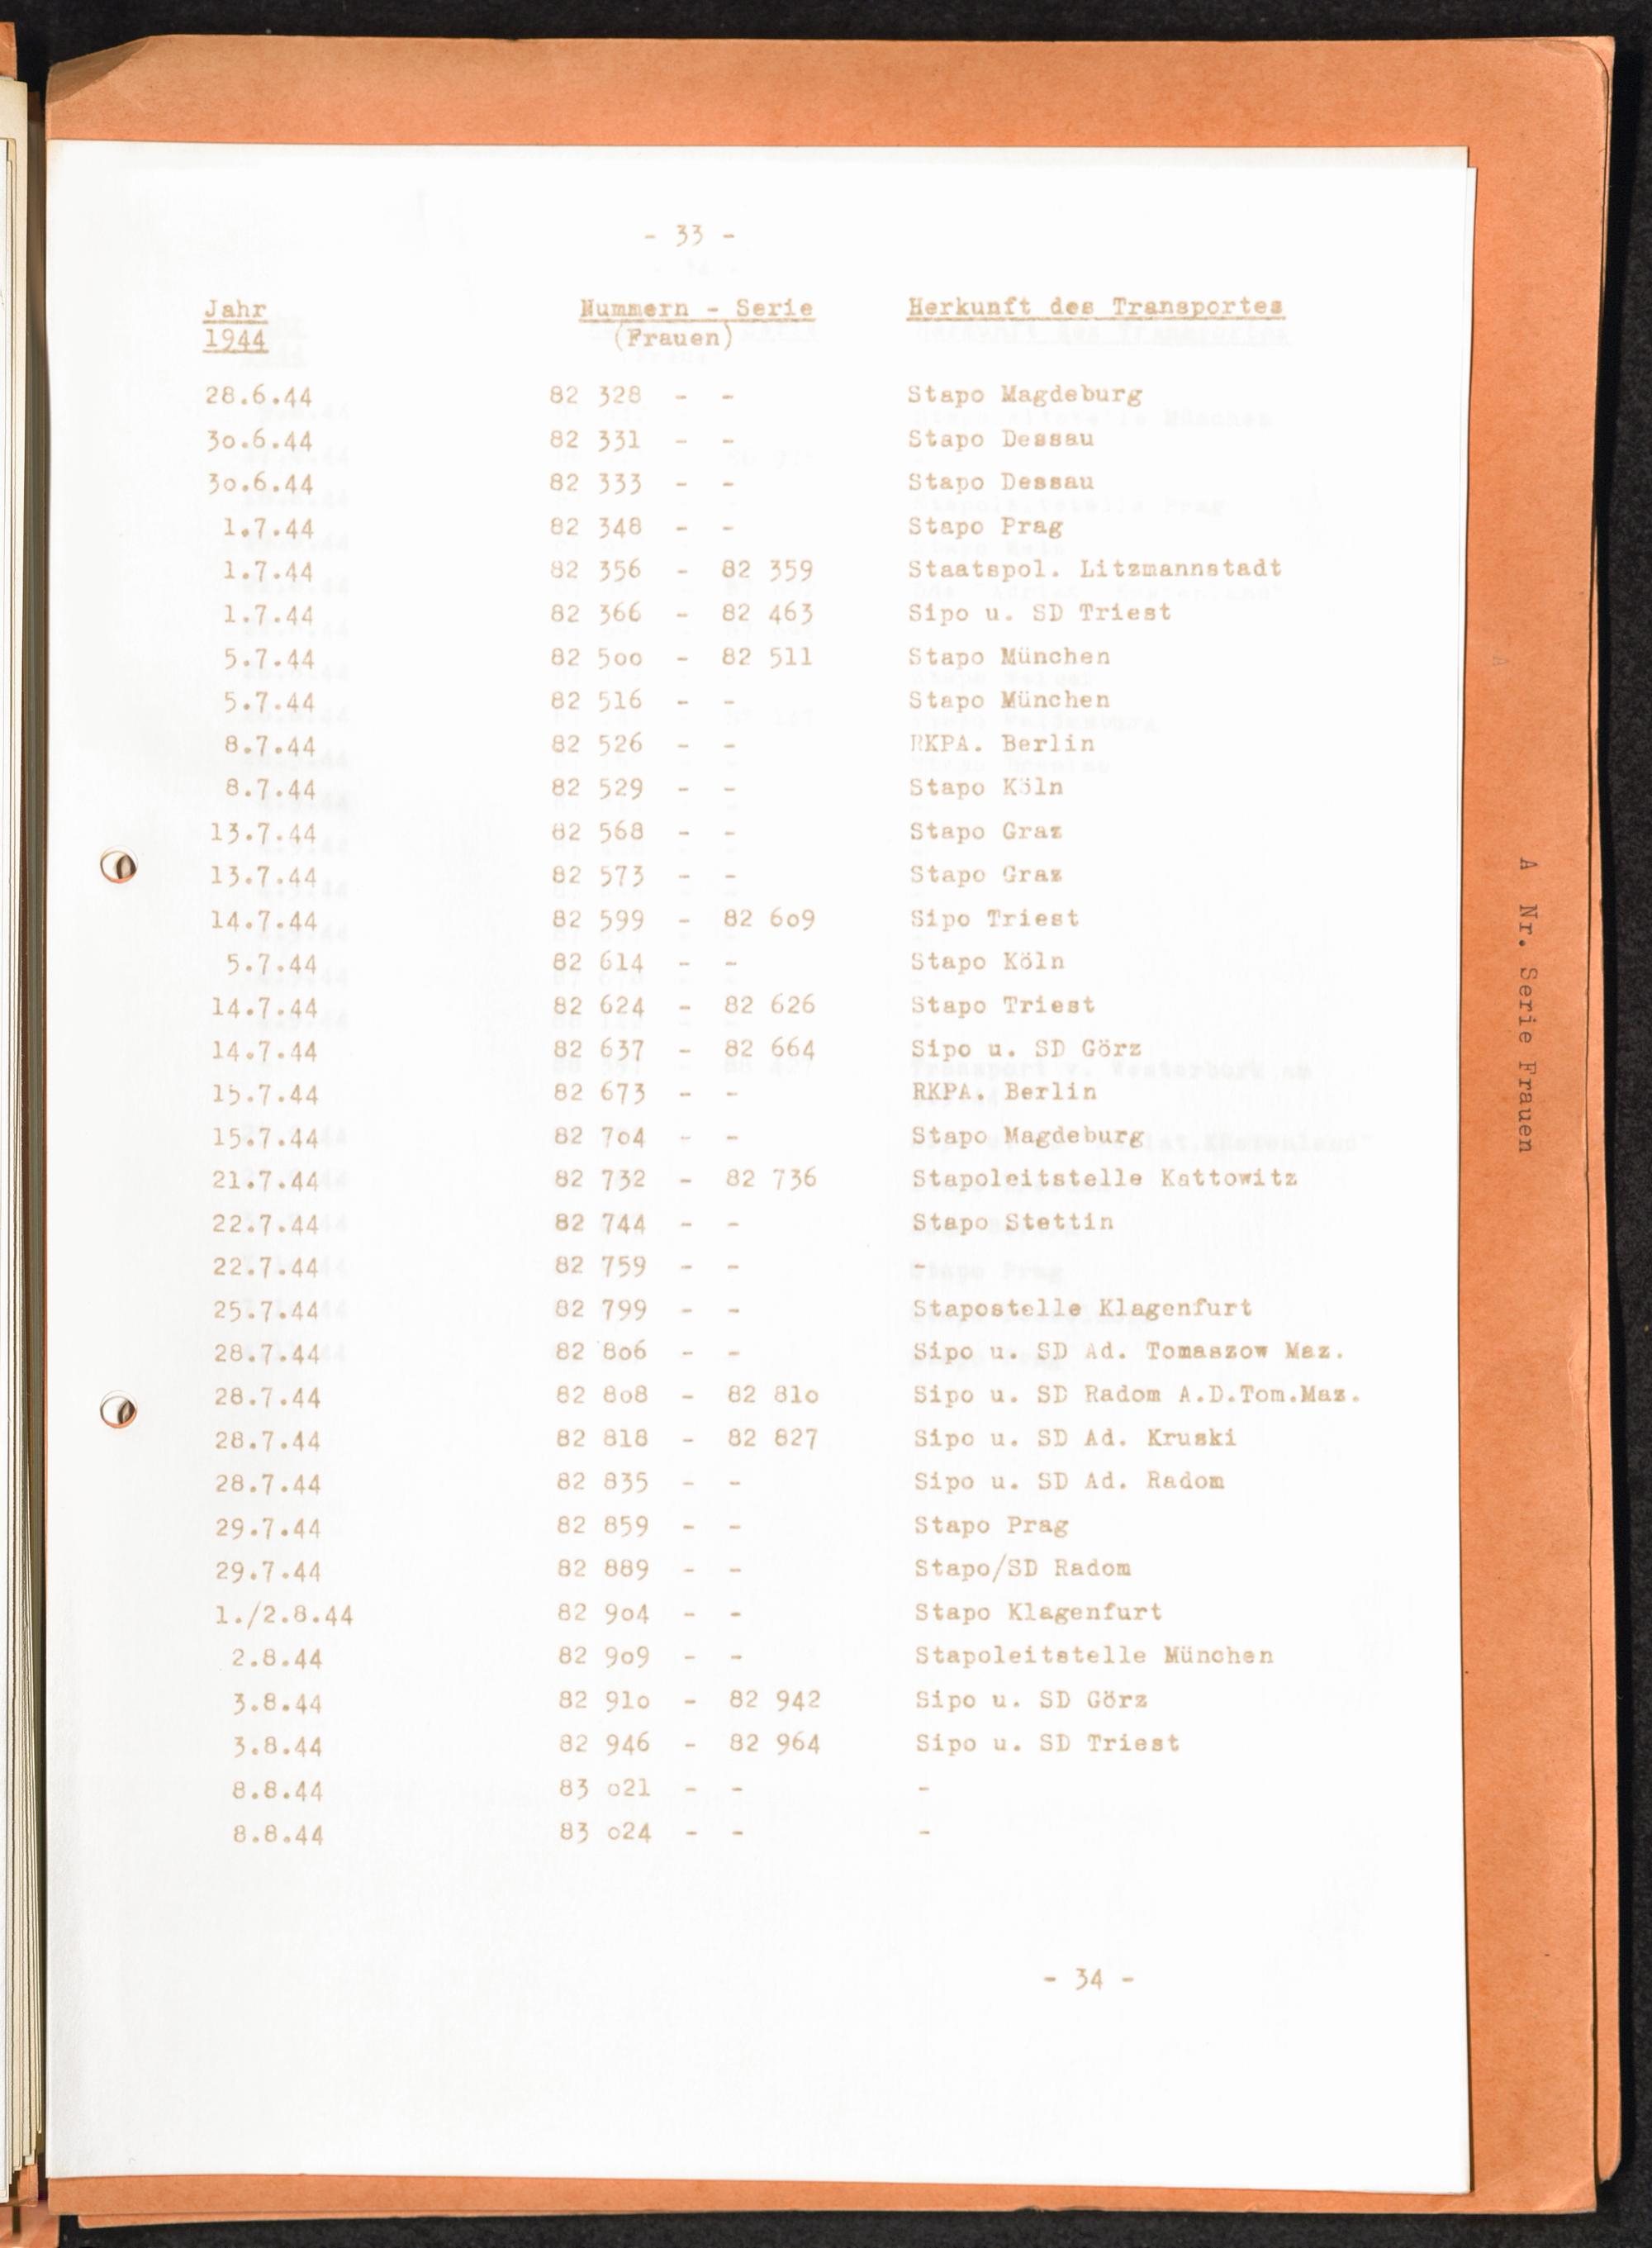 - 33 -
Jahr Nummern - Serie Herkunft des Transportes
1944 (Frauen)
28.6.44 82 328 - - Stapo Magdeburg
3o.6.44 82 331 - - Stapo Dessau
3o.6.44 82 333 - - Stapo Dessau
1.7.44 82 348 - - Stapo Prag
1.7.44 82 356 - 82 359 Staatspol. Litzmannstadt
1.7.44 82 366 - 82 463 Sipo u. SD Triest
5.7.44 82 5oo - 82 511 Stapo München
5.7.44 82 516 - - Stapo München
8.7.44 82 526 - - RKPA. Berlin
8.7.44 82 529 - - Stapo Köln
13.7.44 82 568 - - Stapo Graz
13.7.44 82 573 - - Stapo Graz
14.7.44 82 599 - 82 6o9 Sipo Triest
5.7.44 82 614 - - Stapo Köln
14.7.44 82 624 - 82 626 Stapo Triest
14.7.44 82 637 - 82 664 Sipo u. SD Görz
15.7.44 82 673 - - RKPA. Berlin
15.7.44 82 7o4 - - Stapo Magdeburg
21.7.44 82 732 - 82 736 Stapoleitstelle Kattowitz
22.7.44 82 744 - - Stapo Stettin
22.7.44 82 759 - - -
25.7.44 82 799 - - Stapostelle Klagenfurt
28.7.44 82 8o6 - - Sipo u. SD Ad. Tomaszow Maz.
28.7.44 82 8o8 - 82 81o Sipo u. SD Radom A.D.Tom.Maz.
28.7.44 82 818 - 82 827 Sipo u. SD Ad. Kruski
28.7.44 82 835 - - Sipo u. SD Ad. Radom
29.7.44 82 859 - - Stapo Prag
29.7.44 82 889 - - Stapo/SD Radom
1./2.8.44 82 9o4 - - Stapo Klagenfurt
2.8.44 82 9o9 - - Stapoleitstelle München
3.8.44 82 91o - 82 942 Sipo u. SD Görz
3.8.44 82 946 - 82 964 Sipo u. SD Triest
8.8.44 83 o21 - - -
8.8.44 83 o24 - - -
- 34 -
A Nr. Serie Frauen